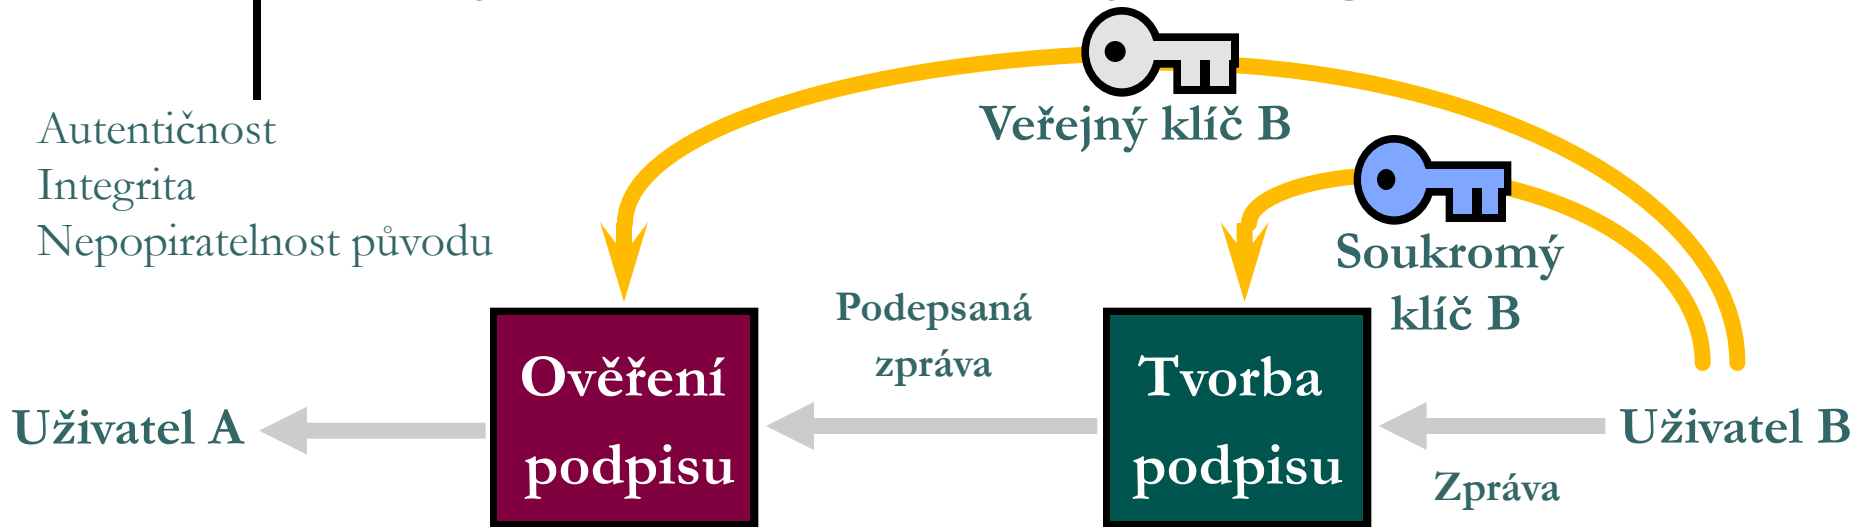 Veřejný klíč B
Autentičnost
Integrita
Nepopiratelnost původu
Soukromý
klíč B
Podepsaná
zpráva
Ověření
podpisu
Tvorba
podpisu
Uživatel A
Uživatel B
Zpráva